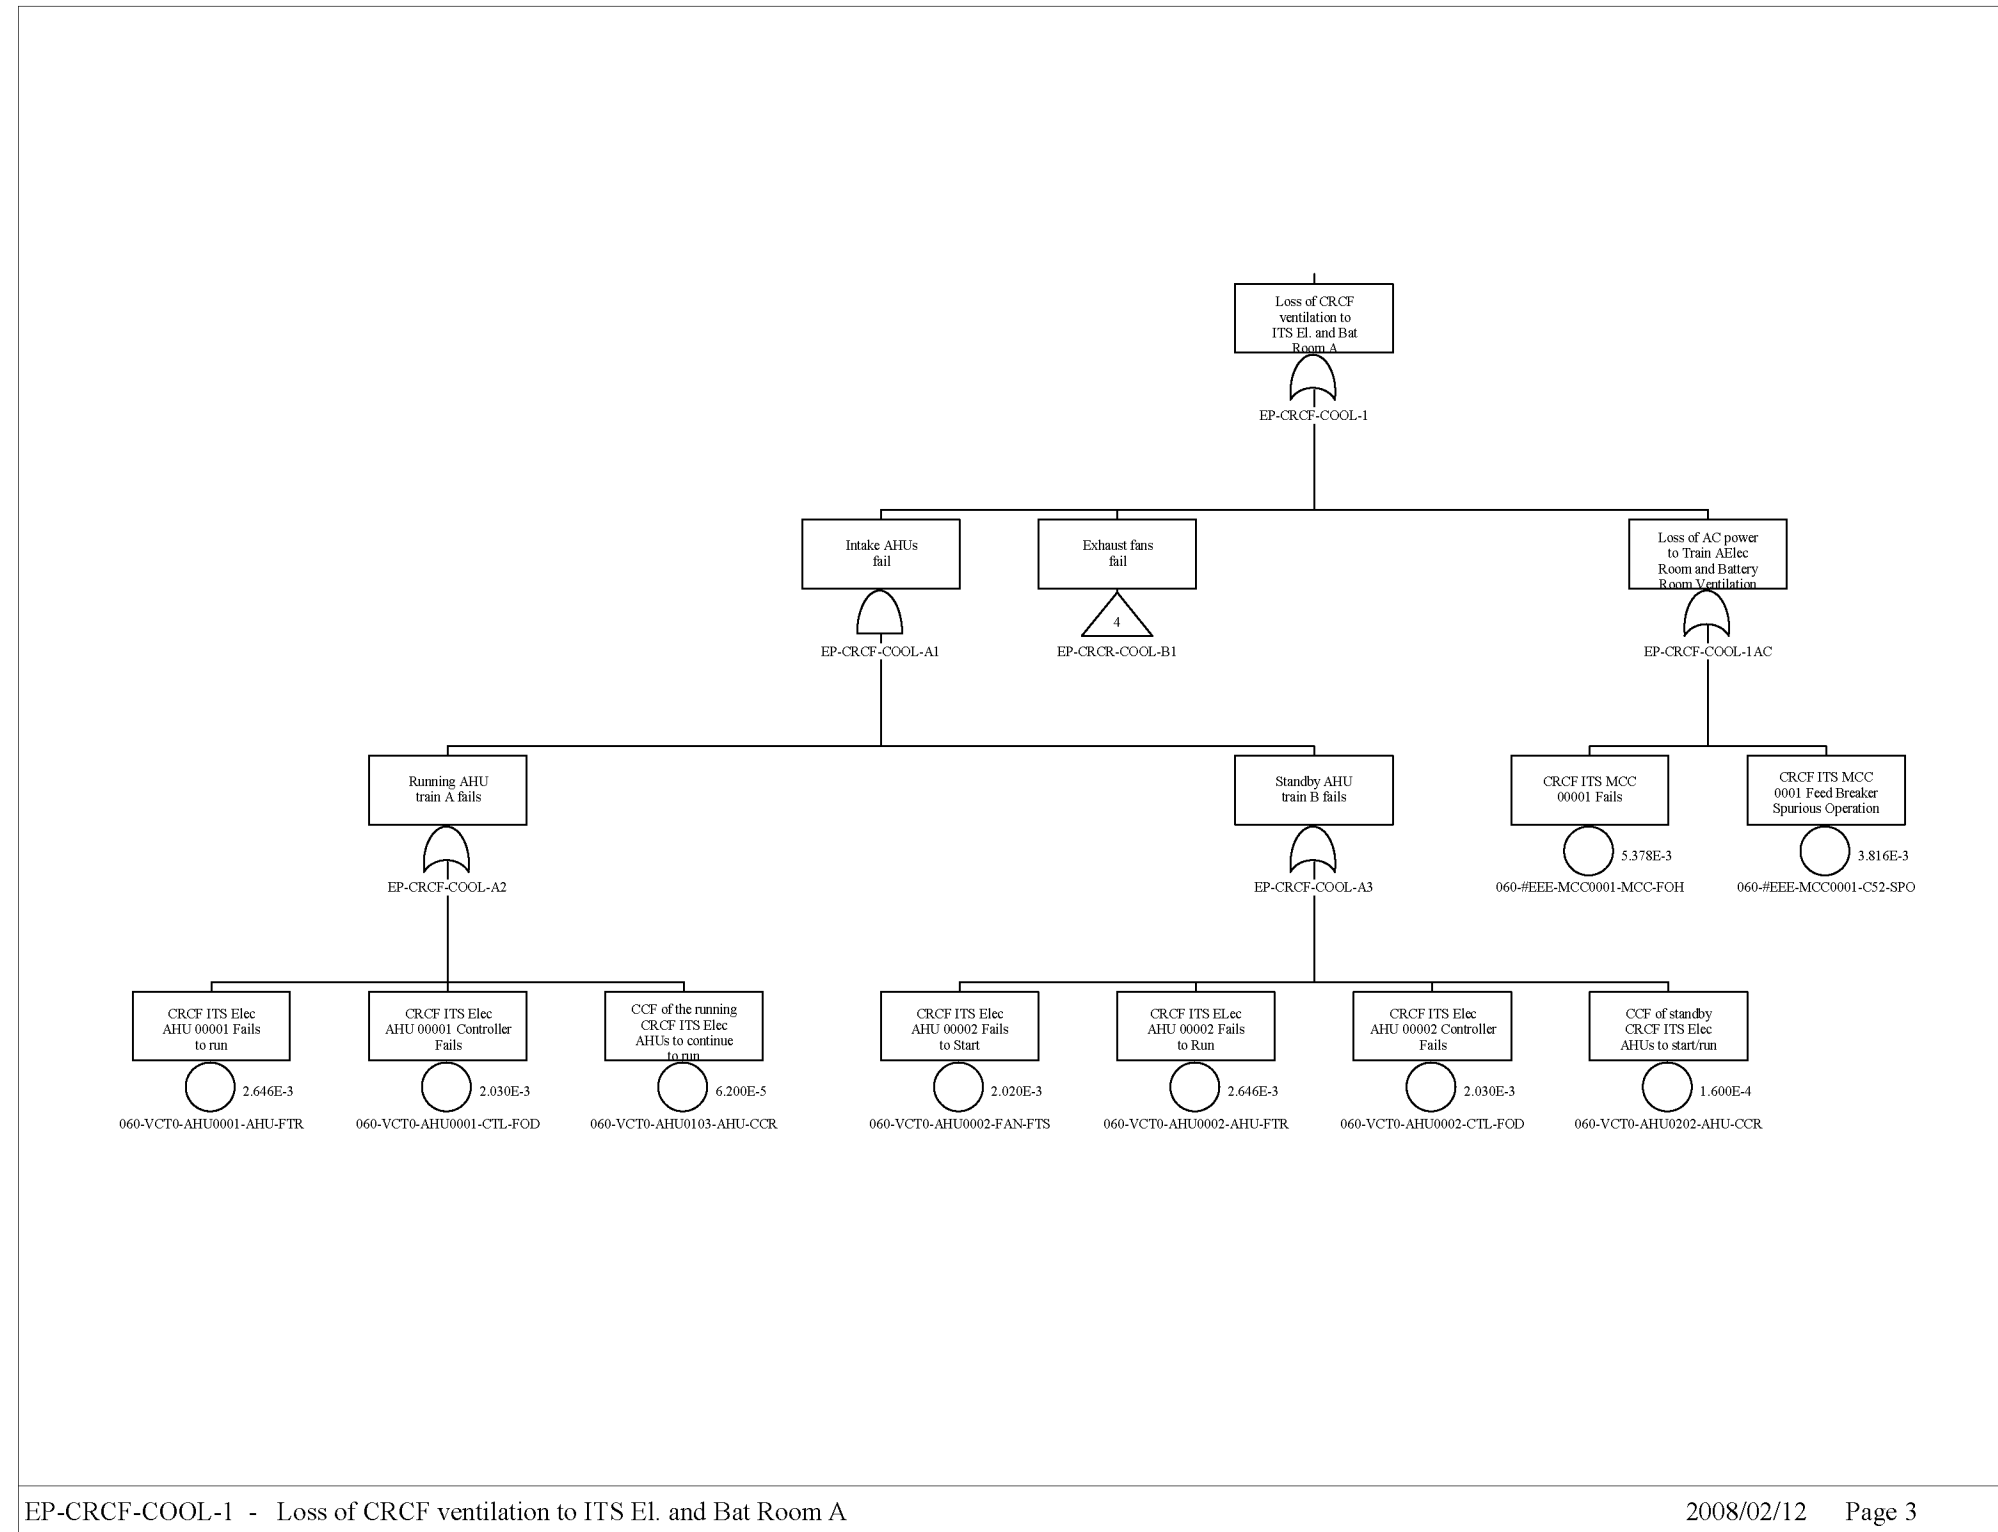 Loss of CRCF
ventilation to
ITS El. and Bat
Room A
EP-CRCF-COOL-1
Intake AHUs
fail
EP-CRCF-COOL-A1
Exhaust fans
fail
4
EP-CRCR-COOL-B1
Loss of AC power
to Train AElec
Room and Battery
Room Ventilation
EP-CRCF-COOL-1AC
Running AHU
train A fails
EP-CRCF-COOL-A2
Standby AHU
train B fails
EP-CRCF-COOL-A3
CRCF ITS MCC
00001 Fails
5.378E-3
060-#EEE-MCC0001-MCC-FOH
CRCF ITS MCC
0001 Feed Breaker
Spurious Operation
3.816E-3
060-#EEE-MCC0001-C52-SPO
CRCF ITS Elec
AHU 00001 Fails
to run
2.646E-3
060-VCT0-AHU0001-AHU-FTR
CRCF ITS Elec
AHU 00001 Controller
Fails
2.030E-3
060-VCT0-AHU0001-CTL-FOD
CCF of the running
CRCF ITS Elec
AHUs to continue
to run
6.200E-5
060-VCT0-AHU0103-AHU-CCR
CRCF ITS Elec
AHU 00002 Fails
to Start
2.020E-3
060-VCT0-AHU0002-FAN-FTS
CRCF ITS ELec
AHU 00002 Fails
to Run
2.646E-3
060-VCT0-AHU0002-AHU-FTR
CRCF ITS Elec
AHU 00002 Controller
Fails
2.030E-3
060-VCT0-AHU0002-CTL-FOD
CCF of standby
CRCF ITS Elec
AHUs to start/run
1.600E-4
060-VCT0-AHU0202-AHU-CCR
EP-CRCF-COOL-1 - Loss of CRCF ventilation to ITS El. and Bat Room A
2008/02/12 Page 3